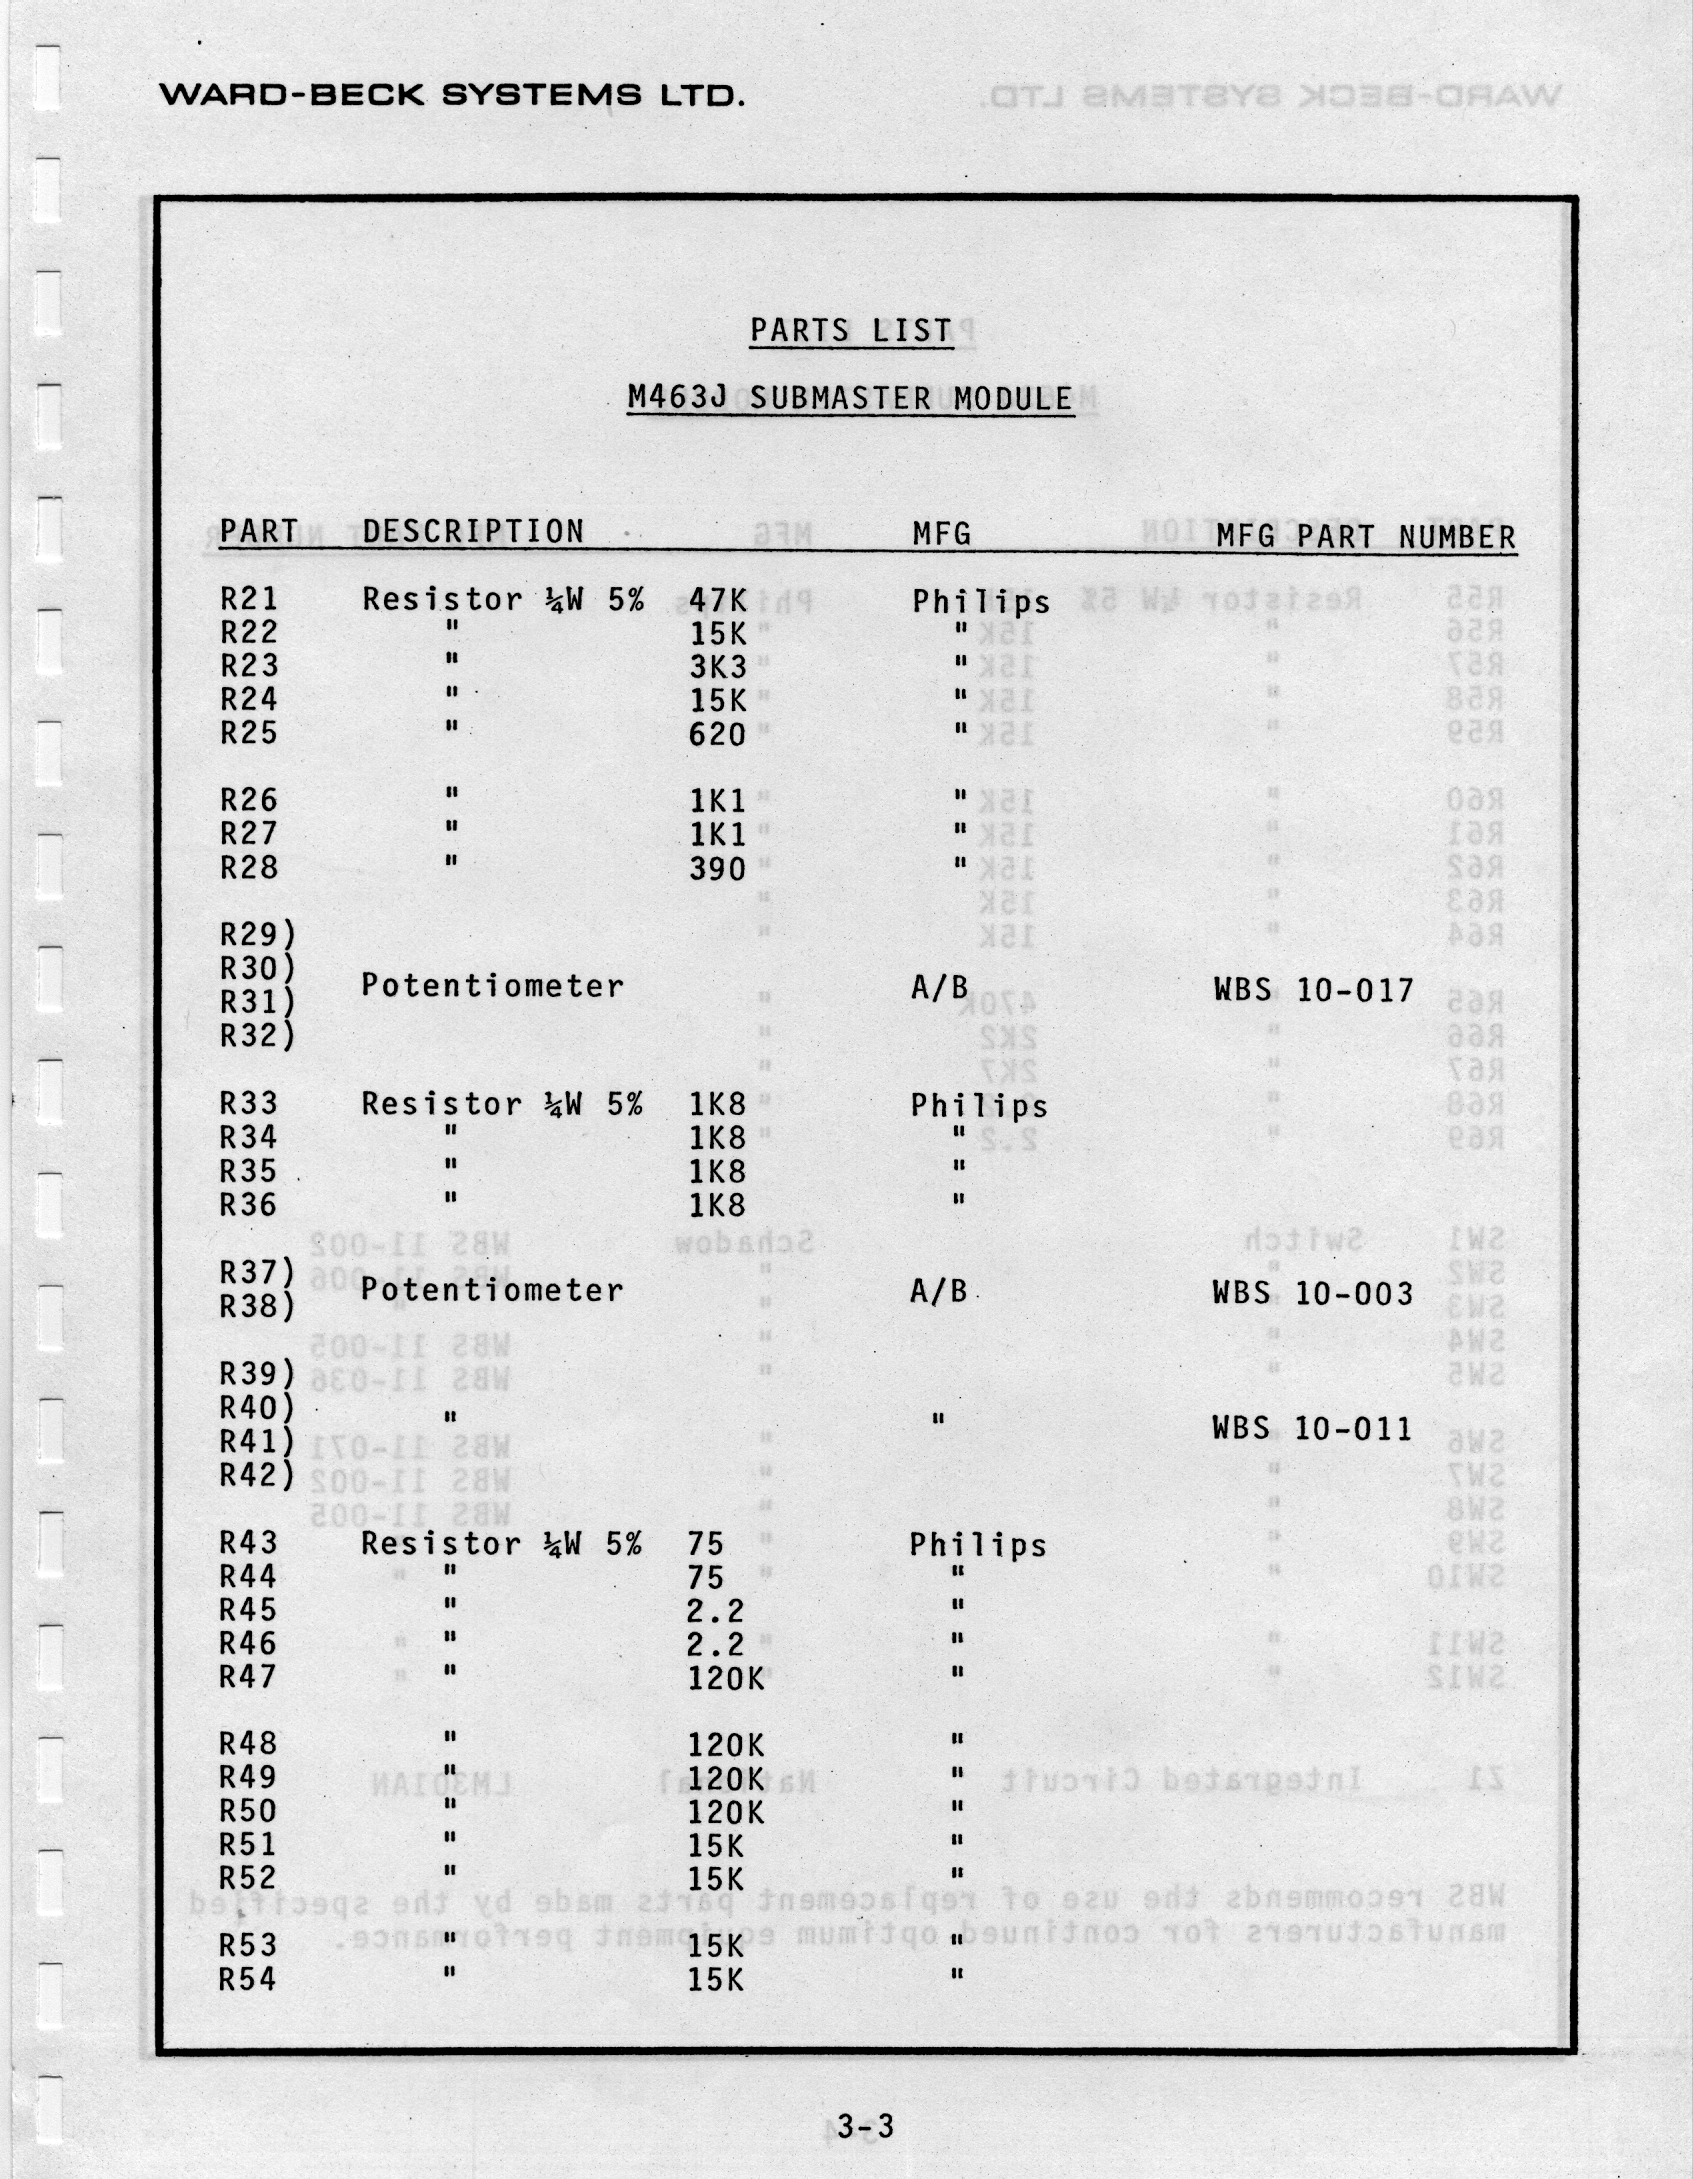 WARD-BECK SYSTEMS LTD.
PARTS LIST
M463J SUBMASTER MODULE
PART DESCRIPTION MFG MFG PART NUMBER
R21 Resistor ¼W 5% 47K Philips
R22 " 15K "
R23 " 3K3 "
R24 " 15K "
R25 " 620 "
R26 " 1K1 "
R27 " 1K1 "
R28 " 390 "
R29)
R30)
Potentiometer A/B WBS 10-017
R31)
R32)
R33 Resistor ¼W 5% 1K8 Philips
R34 " 1K8 "
R35 " 1K8 "
R36 " 1K8 "
R37)
Potentiometer A/B WBS 10-003
R38)
R39)
R40)
" " WBS 10-011
R41)
R42)
R43 Resistor ¼W 5% 75 Philips
R44 " 75 "
R45 " 2.2 "
R46 " 2.2 "
R47 " 120K "
R48 " 120K "
R49 " 120K "
R50 " 120K "
R51 " 15K "
R52 " 15K "
R53 " 15K "
R54 " 15K "
3-3